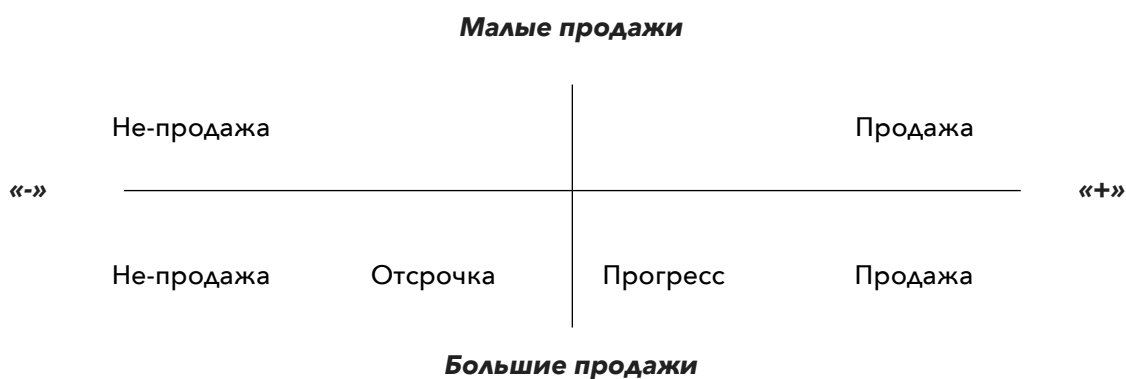 Малые продажи
Не-продажа Продажа
«-» «+»
Не-продажа Отсрочка Прогресс Продажа
Большие продажи